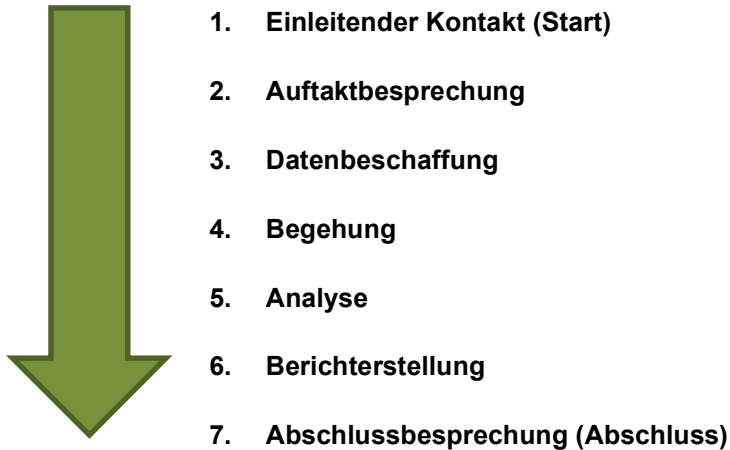 1. Einleitender Kontakt (Start)
2. Auftaktbesprechung
3. Datenbeschaffung
4. Begehung
5. Analyse
6. Berichterstellung
7. Abschlussbesprechung (Abschluss)